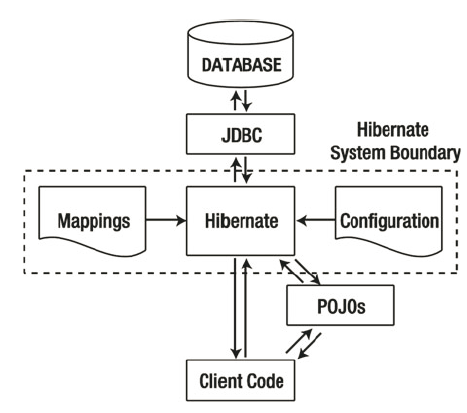 DATABASE
JDBC
Hibernate
System Boundary
Mappings
Hibernate
Configuration
POJOs
Client Code